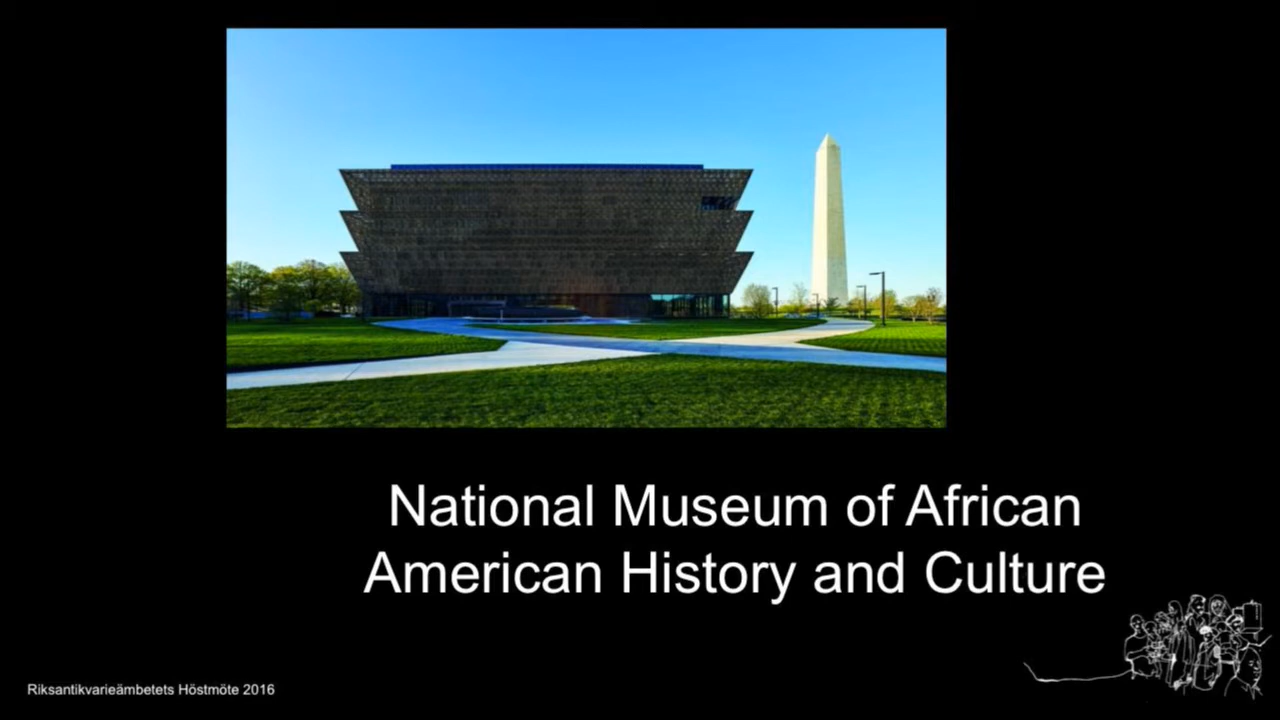 National Museum of African
American History and Culture
Riksantikvarieämbetets Höstmöte 2016